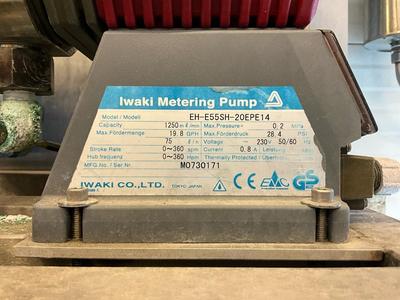 Iwaki Metering Pump
Model / Modell EH-E55SH-20EPE14
Capacity 1250 mℓ/min Max.Pressure 0.2 MPa
Max.Fördermenge 19.8 GPH Max.Förderdruck 28.4 PSI
75 ℓ/h Voltage ~ 230V 50/60 Hz
Stroke Rate 0~360 spm Current 0.8 A Leistung
Hub frequenz 0~360 Hpm Thermally Protected /
MFG.No. / Ser.Nr. M0730171
IWAKI CO.,LTD. TOKYO JAPAN CE EMC GS